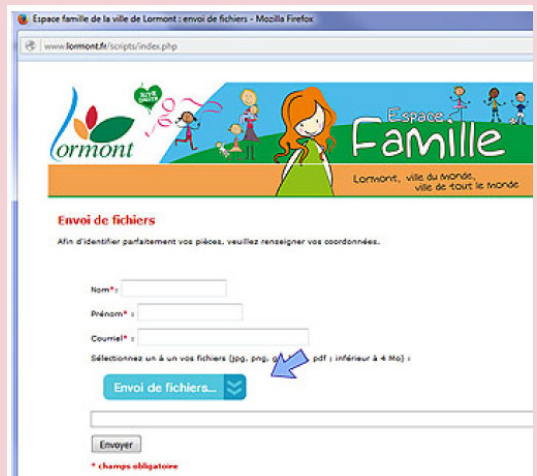 Espace famille de la ville de Lormont : envoi de fichiers - Mozilla Firefox
www.lormont.fr/scripts/index.php
Lormont
Espace
Famille
Lormont, ville du monde,
ville de tout le monde
Envoi de fichiers
Afin d'identifier parfaitement vos pièces, veuillez renseigner vos coordonnées.
Nom* :
Prénom* :
Courriel* :
Sélectionnez un à un vos fichiers (jpg, png, pdf ; inférieur à 4 Mo) :
Envoi de fichiers...
Envoyer
* champs obligatoire